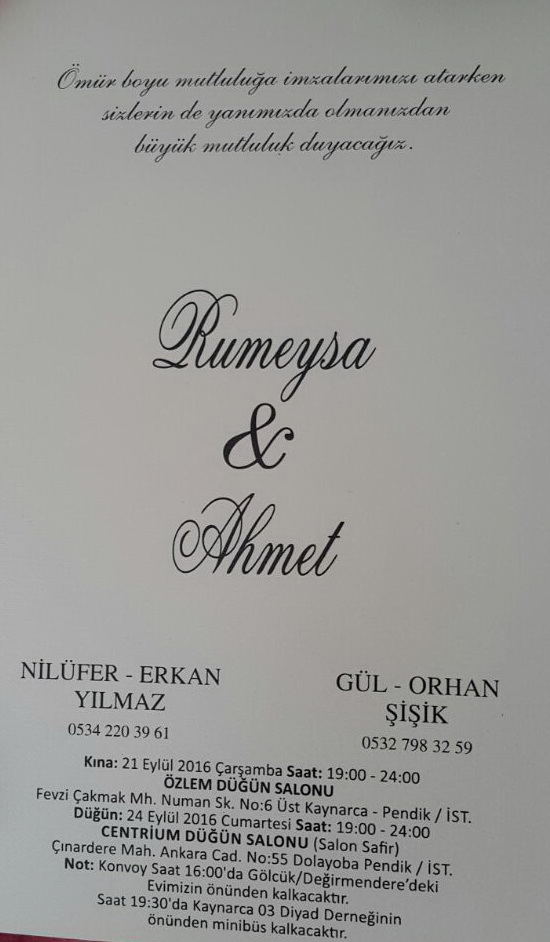 Ömür boyu mutluluğa imzalarımızı atarken
sizlerin de yanımızda olmanızdan
büyük mutluluk duyacağız.
Rumeysa
&
Ahmet
NİLÜFER - ERKAN
YILMAZ
0534 220 39 61
GÜL - ORHAN
ŞİŞİK
0532 798 32 59
Kına: 21 Eylül 2016 Çarşamba Saat: 19:00 - 24:00
ÖZLEM DÜĞÜN SALONU
Fevzi Çakmak Mh. Numan Sk. No:6 Üst Kaynarca - Pendik / İST.
Düğün: 24 Eylül 2016 Cumartesi Saat: 19:00 - 24:00
CENTRİUM DÜĞÜN SALONU (Salon Safir)
Çınardere Mah. Ankara Cad. No:55 Dolayoba Pendik / İST.
Not: Konvoy Saat 16:00'da Gölcük/Değirmendere'deki
Evimizin önünden kalkacaktır.
Saat 19:30'da Kaynarca 03 Diyad Derneğinin
önünden minibüs kalkacaktır.